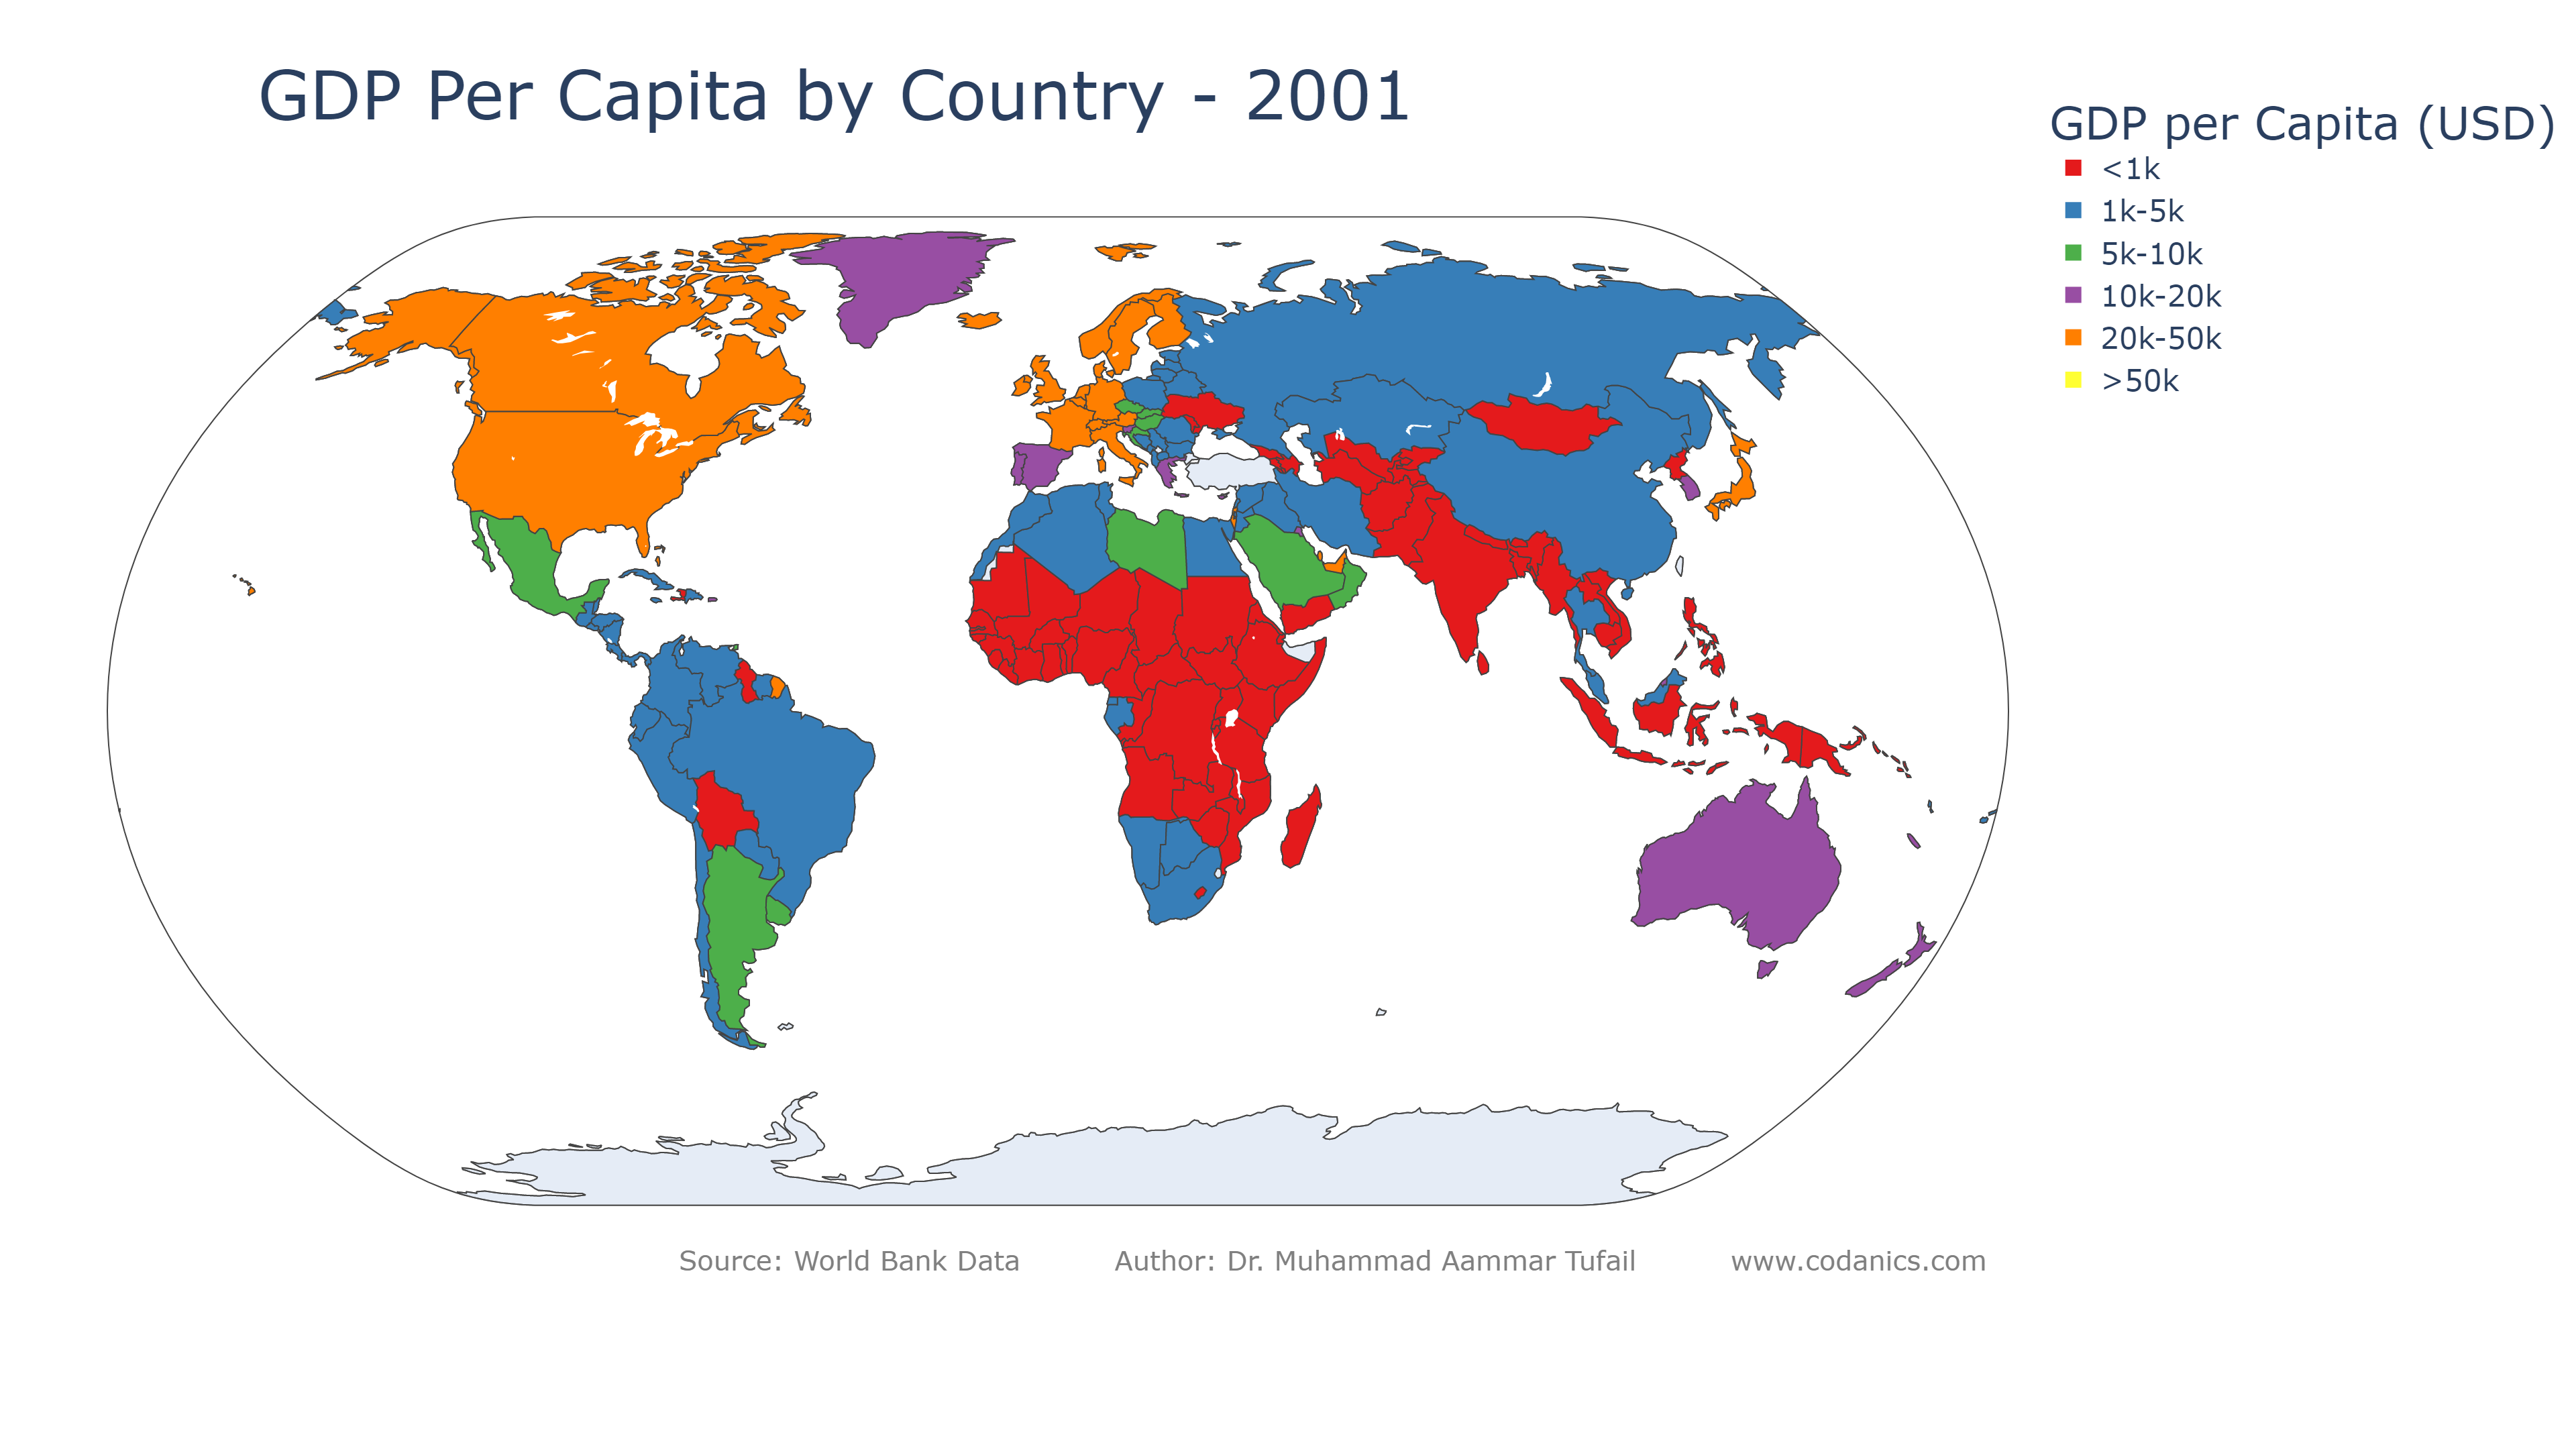 GDP Per Capita by Country - 2001
GDP per Capita (USD)
<1k
1k-5k
5k-10k
10k-20k
20k-50k
>50k
Source: World Bank Data Author: Dr. Muhammad Aammar Tufail www.codanics.com